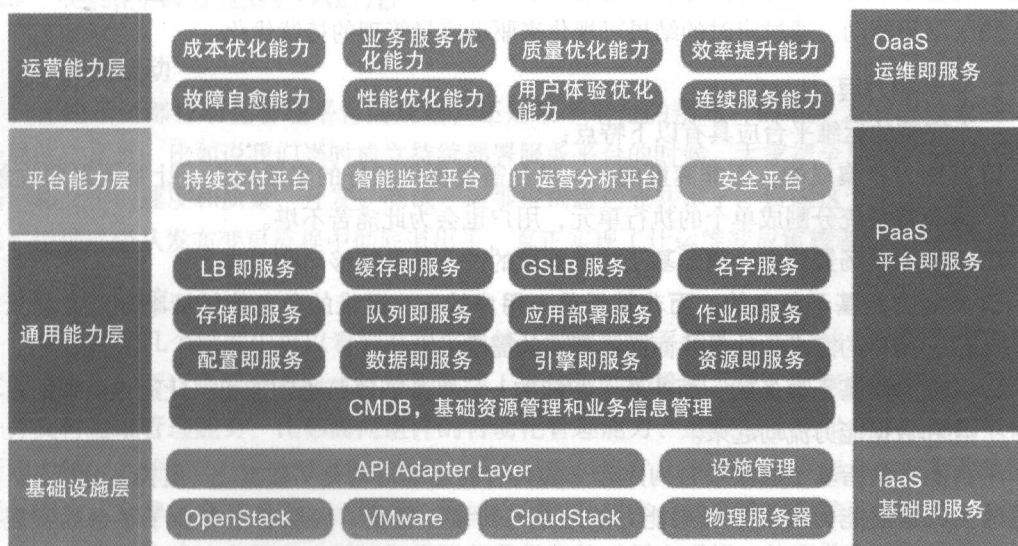 运营能力层
成本优化能力
业务服务优
化能力
质量优化能力
效率提升能力
故障自愈能力
性能优化能力
用户体验优化
能力
连续服务能力
OaaS
运维即服务
平台能力层
持续交付平台
智能监控平台
IT 运营分析平台
安全平台
PaaS
平台即服务
通用能力层
LB 即服务
缓存即服务
GSLB 服务
名字服务
存储即服务
队列即服务
应用部署服务
作业即服务
配置即服务
数据即服务
引擎即服务
资源即服务
CMDB，基础资源管理和业务信息管理
基础设施层
API Adapter Layer
设施管理
OpenStack
VMware
CloudStack
物理服务器
IaaS
基础即服务